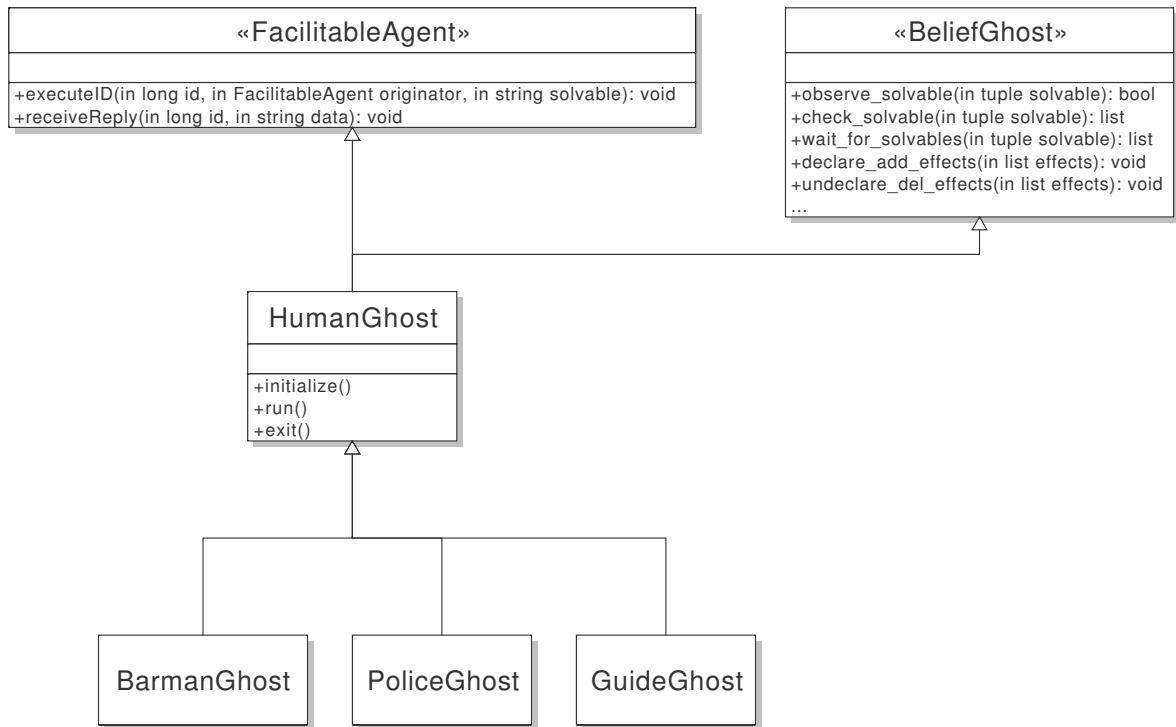 «FacilitableAgent»
+executeID(in long id, in FacilitableAgent originator, in string solvable): void
+receiveReply(in long id, in string data): void
«BeliefGhost»
+observe_solvable(in tuple solvable): bool
+check_solvable(in tuple solvable): list
+wait_for_solvables(in tuple solvable): list
+declare_add_effects(in list effects): void
+undeclare_del_effects(in list effects): void
...
HumanGhost
+initialize()
+run()
+exit()
BarmanGhost
PoliceGhost
GuideGhost